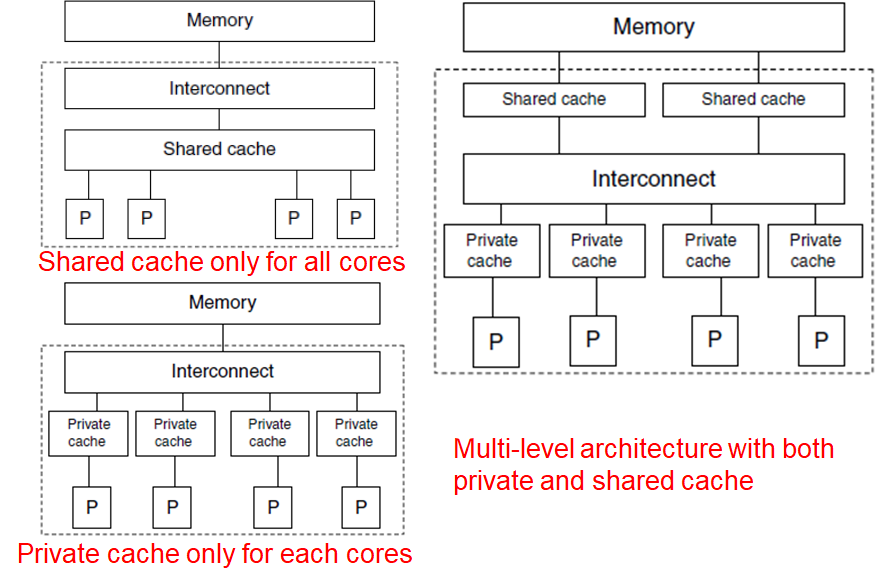 Memory
Interconnect
Shared cache
P P P P
Shared cache only for all cores
Memory
Interconnect
Private cache
Private cache
Private cache
Private cache
P P P P
Private cache only for each cores
Memory
Shared cache Shared cache
Interconnect
Private cache
Private cache
Private cache
Private cache
P P P P
Multi-level architecture with both
private and shared cache